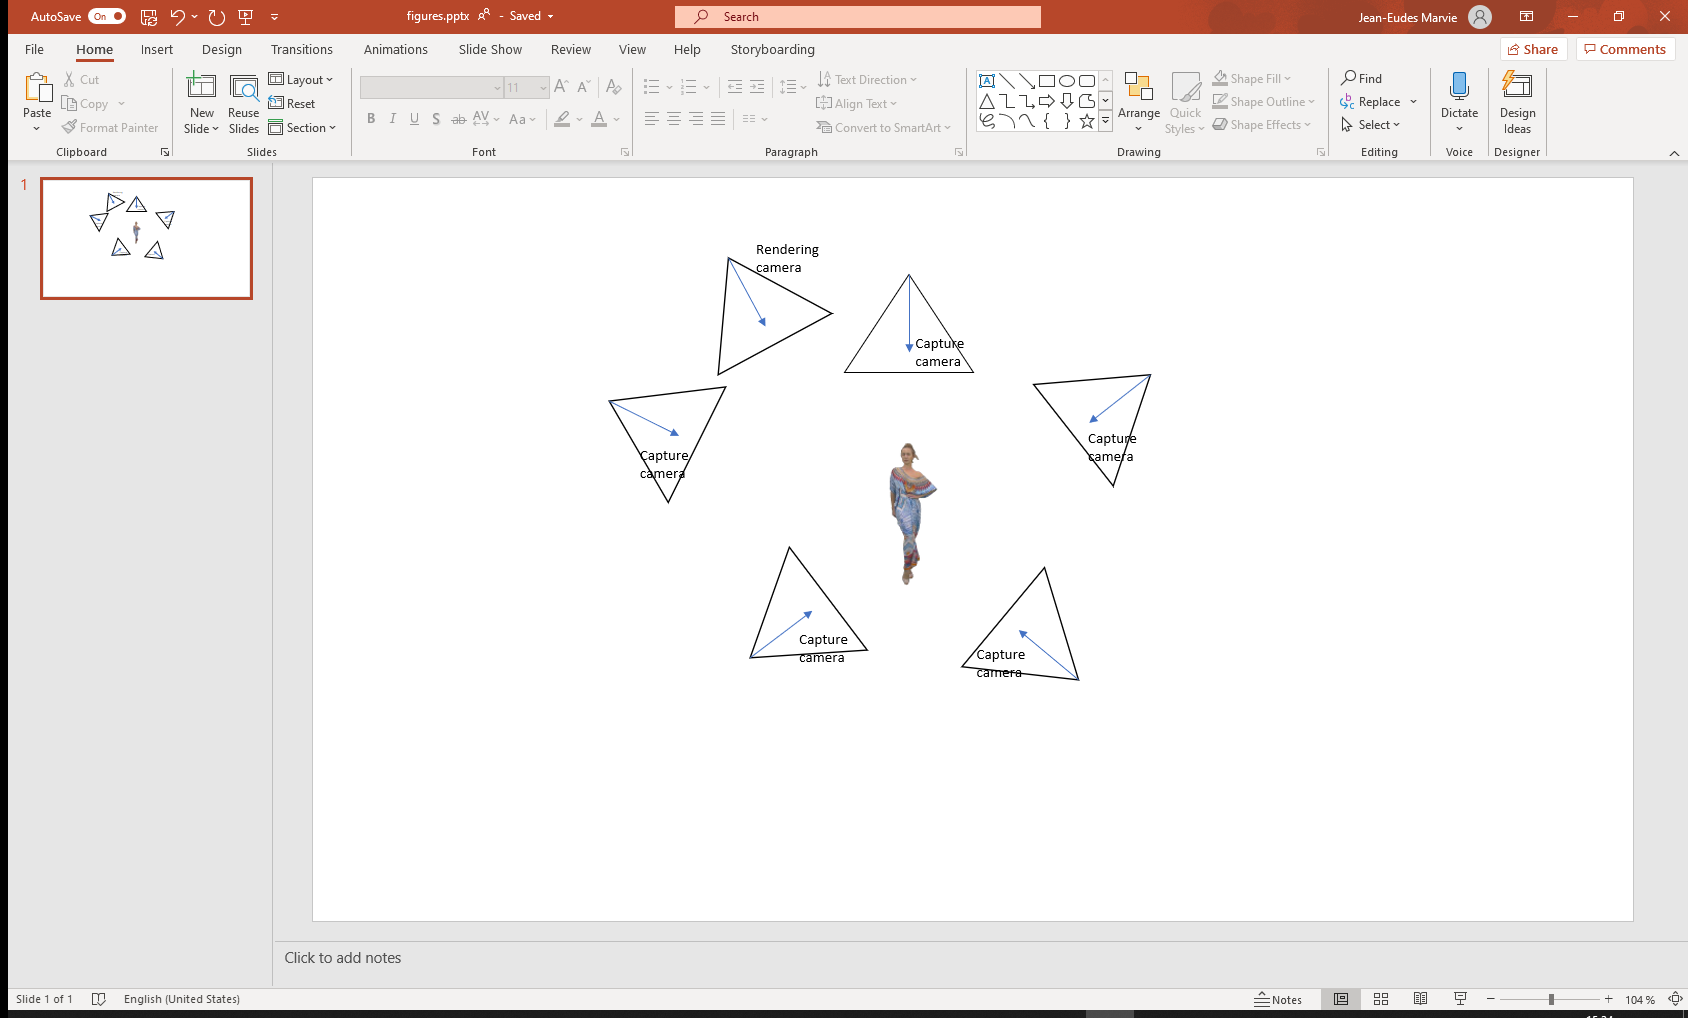 AutoSave On figures.pptx - Saved Search Jean-Eudes Marvie
File Home Insert Design Transitions Animations Slide Show Review View Help Storyboarding Share Comments
Paste
Cut
Copy
Format Painter
Clipboard
New
Slide
Reuse
Slides
Layout
Reset
Section
Slides
11
B I U S ab AV Aa A
Font
Text Direction
Align Text
Convert to SmartArt
Paragraph
Arrange
Quick
Styles
Shape Fill
Shape Outline
Shape Effects
Drawing
Find
Replace
Select
Editing
Dictate
Voice
Design
Ideas
Designer
1
Rendering
camera
Capture
camera
Capture
camera
Capture
camera
Capture
camera
Capture
camera
Click to add notes
Slide 1 of 1 English (United States) Notes 104 %